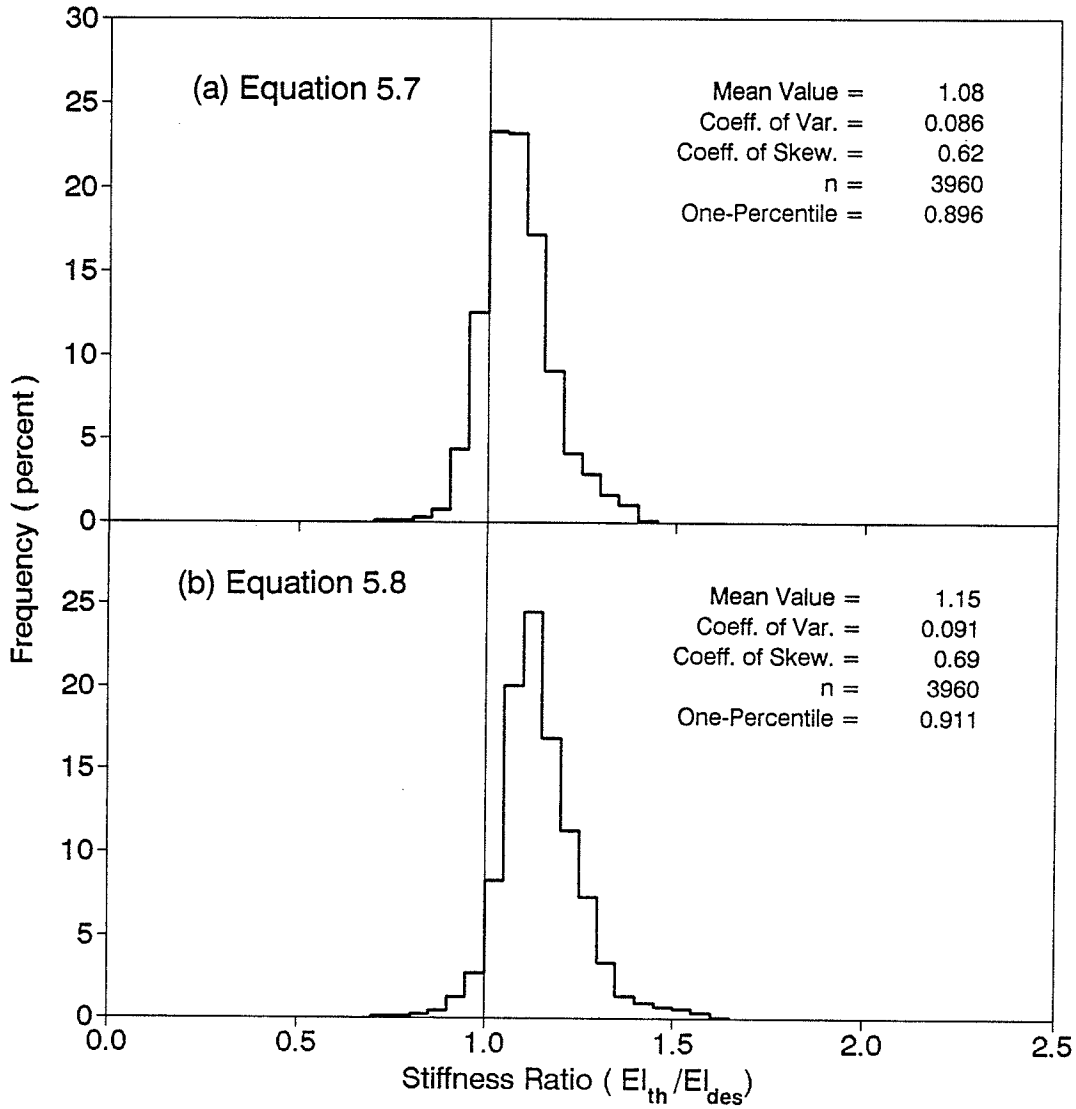 30
(a) Equation 5.7
Mean Value = 1.08
25
Coeff. of Var. = 0.086
Coeff. of Skew. = 0.62
20
n = 3960
One-Percentile = 0.896
15
10
5
0
Frequency ( percent )
(b) Equation 5.8
Mean Value = 1.15
25
Coeff. of Var. = 0.091
Coeff. of Skew. = 0.69
20
n = 3960
One-Percentile = 0.911
15
10
5
0
0.0 0.5 1.0 1.5 2.0 2.5
Stiffness Ratio ( EI_th/EI_des)